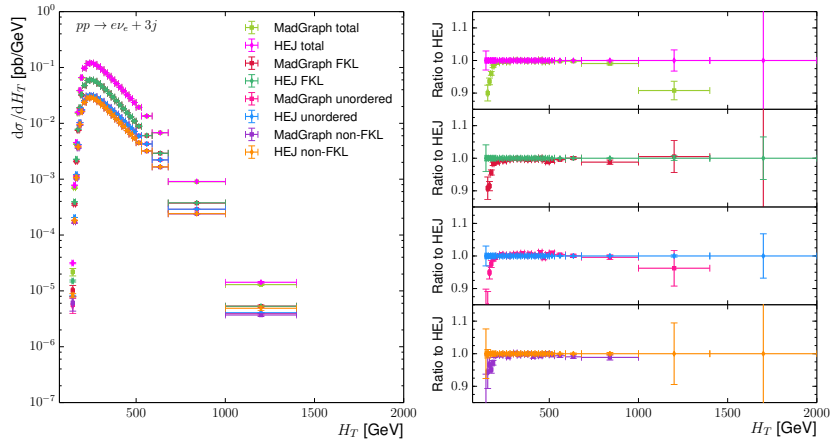 pp → eν_e + 3j
MadGraph total
HEJ total
MadGraph FKL
HEJ FKL
MadGraph unordered
HEJ unordered
MadGraph non-FKL
HEJ non-FKL
dσ/dH_T [pb/GeV]
10^0
10^−1
10^−2
10^−3
10^−4
10^−5
10^−6
10^−7
500 1000 1500 2000
H_T [GeV]
Ratio to HEJ
1.1
1.0
0.9
Ratio to HEJ
1.1
1.0
0.9
Ratio to HEJ
1.1
1.0
0.9
Ratio to HEJ
1.1
1.0
0.9
500 1000 1500 2000
H_T [GeV]